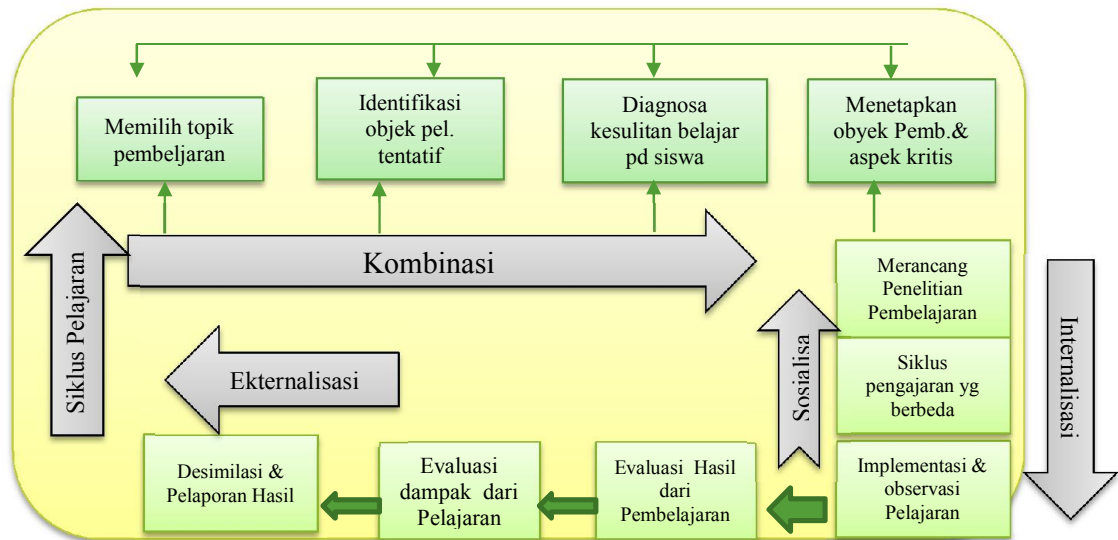 Memilih topik
pembeljaran
Identifikasi
objek pel.
tentatif
Diagnosa
kesulitan belajar
pd siswa
Menetapkan
obyek Pemb.&
aspek kritis
Siklus Pelajaran
Kombinasi
Merancang
Penelitian
Pembelajaran
Internalisasi
Sosialisa
Ekternalisasi
Siklus
pengajaran yg
berbeda
Desimilasi &
Pelaporan Hasil
Evaluasi
dampak dari
Pelajaran
Evaluasi Hasil
dari
Pembelajaran
Implementasi &
observasi
Pelajaran